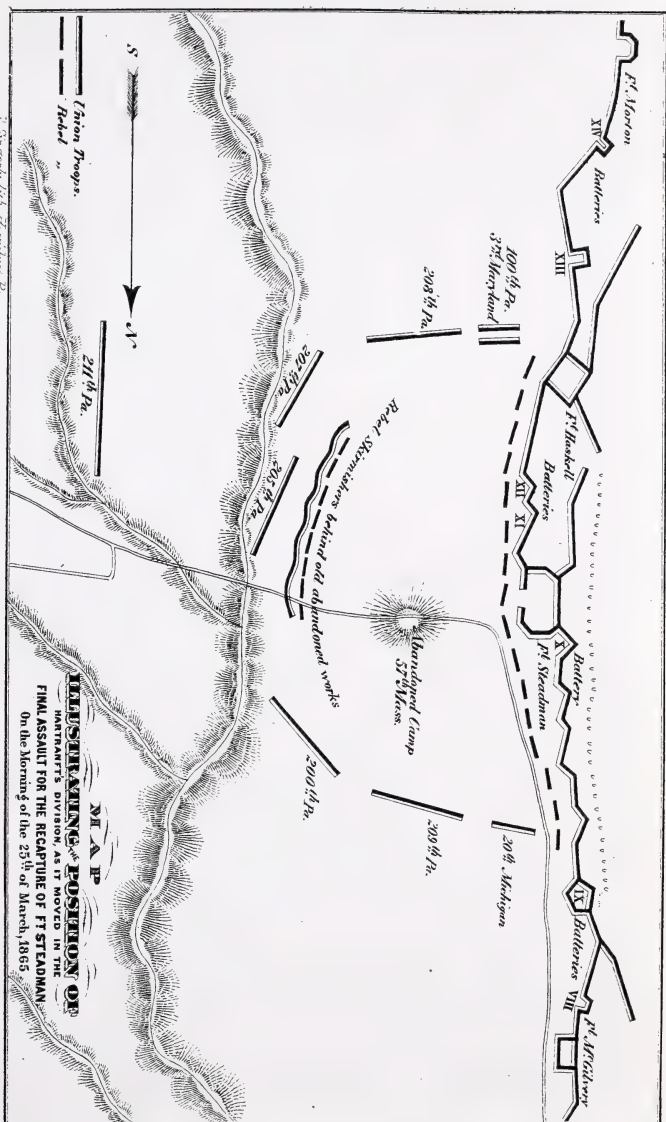 Ft. Morton
XIV
Batteries
XIII
100th Pa.
3rd Maryland
208th Pa.
Ft. Haskell
Batteries
XII
XI
207th Pa.
Rebel Skirmishers behind old abandoned works
205th Pa.
211th Pa.
Battery
X
Ft. Steadman
Abandoned Camp
57th Mass.
200th Pa.
209th Pa.
20th Michigan
IX
Batteries
VIII
Ft. McGilvery
S
N
Union Troops.
Rebel „
MAP
ILLUSTRATING THE POSITION OF
HARTRANFT'S DIVISION, AS IT MOVED IN THE
FINAL ASSAULT FOR THE RECAPTURE OF FT STEADMAN
On the Morning of the 25th of March, 1865